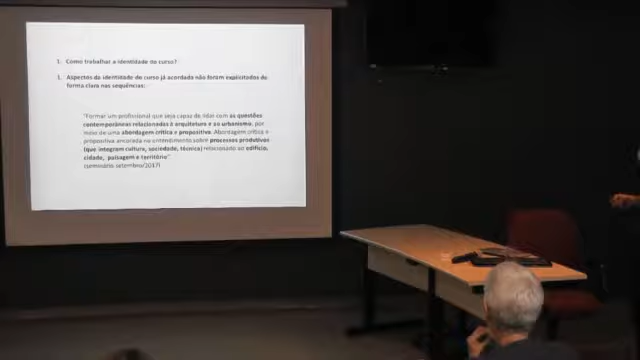 1. Como trabalhar a identidade do curso?
1. Aspectos da identidade do curso já acordada não foram explicitados de
forma clara nas sequências:
"Formar um profissional que seja capaz de lidar com as questões
contemporâneas relacionadas à arquitetura e ao urbanismo, por
meio de uma abordagem crítica e propositiva. Abordagem crítica e
propositiva ancorada no entendimento sobre processos produtivos
(que integram cultura, sociedade, técnica) relacionado ao edifício,
cidade, paisagem e território"
(seminário setembro/2017)